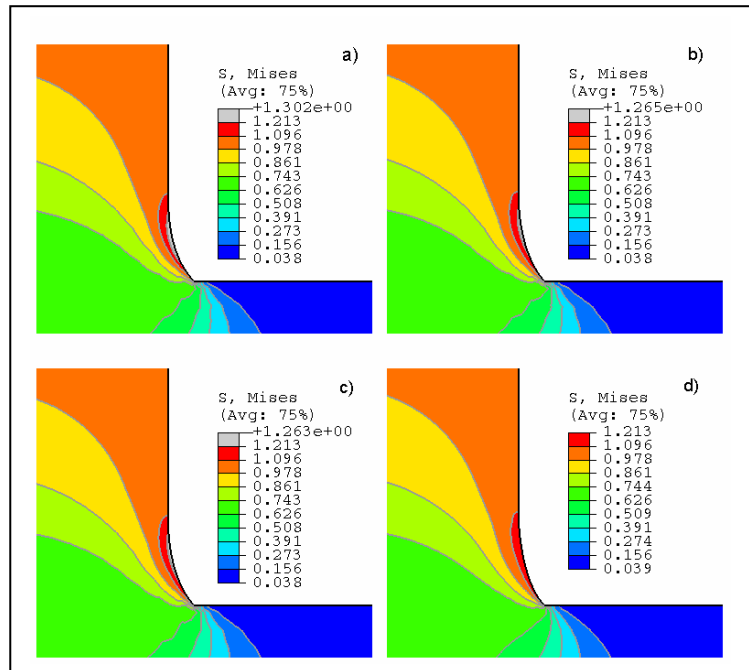 a)
S, Mises
(Avg: 75%)
+1.302e+00
1.213
1.096
0.978
0.861
0.743
0.626
0.508
0.391
0.273
0.156
0.038
b)
S, Mises
(Avg: 75%)
+1.265e+00
1.213
1.096
0.978
0.861
0.743
0.626
0.508
0.391
0.273
0.156
0.038
c)
S, Mises
(Avg: 75%)
+1.263e+00
1.213
1.096
0.978
0.861
0.743
0.626
0.508
0.391
0.273
0.156
0.038
d)
S, Mises
(Avg: 75%)
1.213
1.096
0.978
0.861
0.744
0.626
0.509
0.391
0.274
0.156
0.039